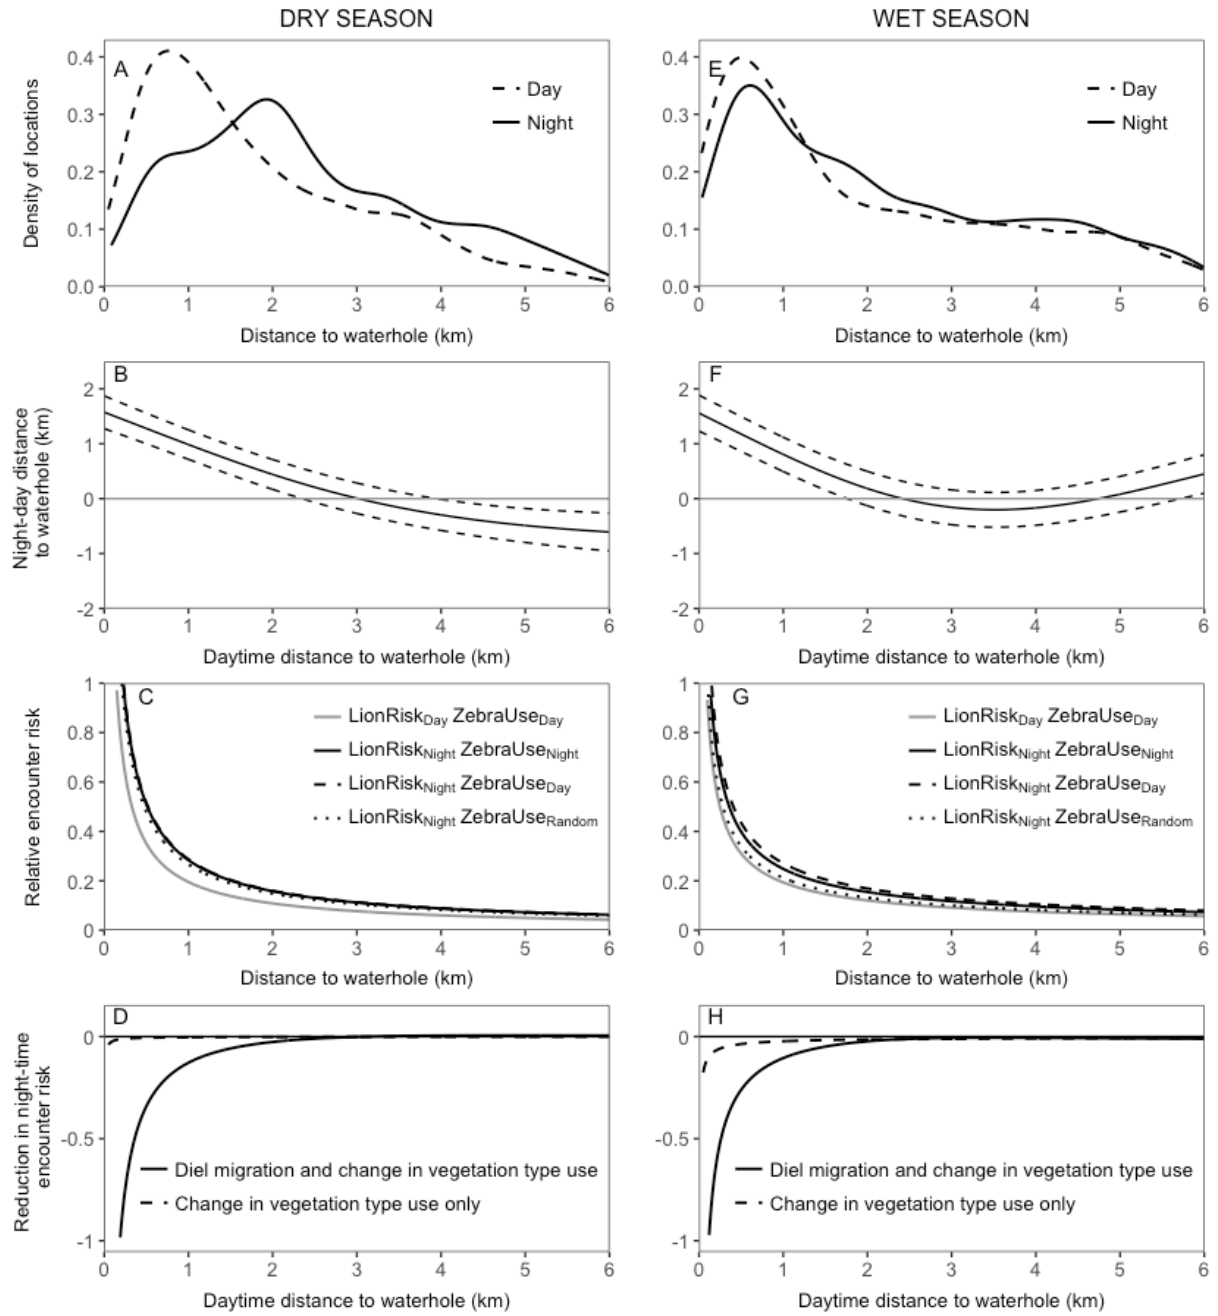 DRY SEASON
WET SEASON
A
Day
Night
Density of locations
0.4
0.3
0.2
0.1
0.0
0 1 2 3 4 5 6
Distance to waterhole (km)
E
Day
Night
0.4
0.3
0.2
0.1
0.0
0 1 2 3 4 5 6
Distance to waterhole (km)
B
Night-day distance
to waterhole (km)
2
1
0
-1
-2
0 1 2 3 4 5 6
Daytime distance to waterhole (km)
F
2
1
0
-1
-2
0 1 2 3 4 5 6
Daytime distance to waterhole (km)
C
LionRiskDay ZebraUseDay
LionRiskNight ZebraUseNight
LionRiskNight ZebraUseDay
LionRiskNight ZebraUseRandom
Relative encounter risk
1
0.8
0.6
0.4
0.2
0
0 1 2 3 4 5 6
Distance to waterhole (km)
G
LionRiskDay ZebraUseDay
LionRiskNight ZebraUseNight
LionRiskNight ZebraUseDay
LionRiskNight ZebraUseRandom
1
0.8
0.6
0.4
0.2
0
0 1 2 3 4 5 6
Distance to waterhole (km)
D
Reduction in night-time
encounter risk
0
-0.5
-1
Diel migration and change in vegetation type use
Change in vegetation type use only
0 1 2 3 4 5 6
Daytime distance to waterhole (km)
H
0
-0.5
-1
Diel migration and change in vegetation type use
Change in vegetation type use only
0 1 2 3 4 5 6
Daytime distance to waterhole (km)